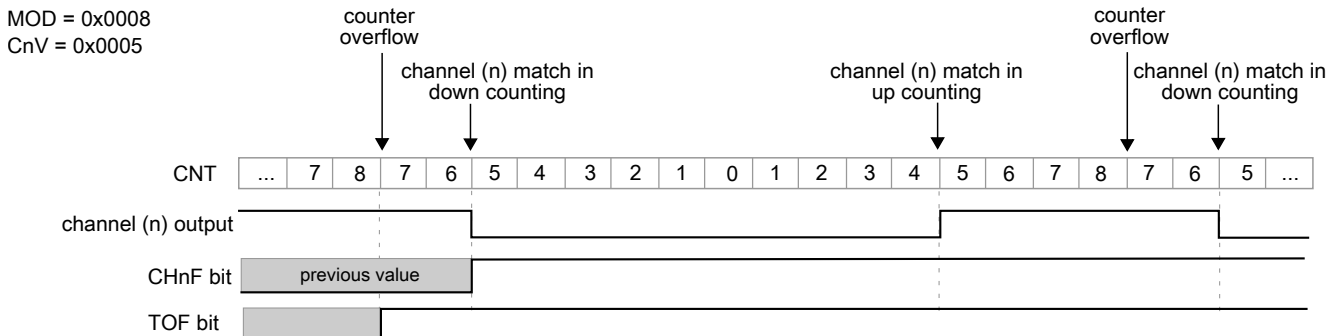 MOD = 0x0008
CnV = 0x0005
counter
overflow
channel (n) match in
down counting
channel (n) match in
up counting
counter
overflow
channel (n) match in
down counting
CNT ... 7 8 7 6 5 4 3 2 1 0 1 2 3 4 5 6 7 8 7 6 5 ...
channel (n) output
CHnF bit previous value
TOF bit